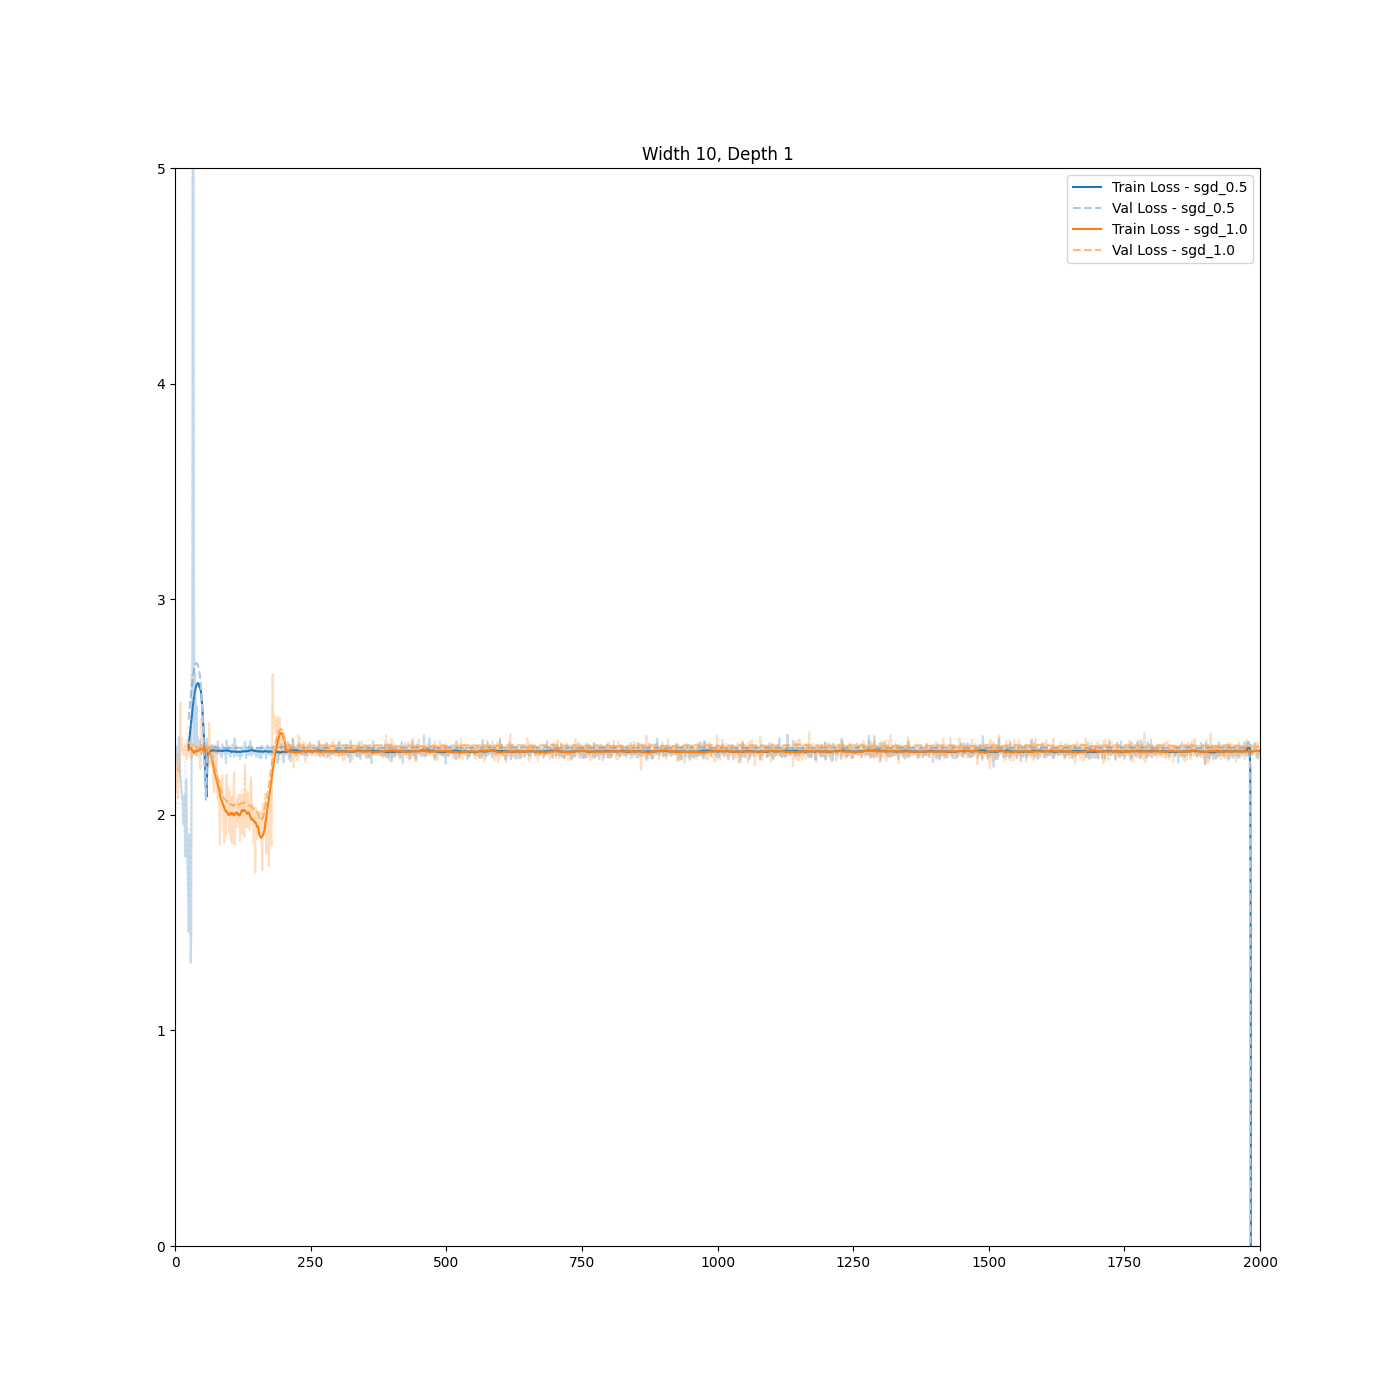 Width 10, Depth 1
5
4
3
2
1
0
Train Loss - sgd_0.5
Val Loss - sgd_0.5
Train Loss - sgd_1.0
Val Loss - sgd_1.0
0 250 500 750 1000 1250 1500 1750 2000